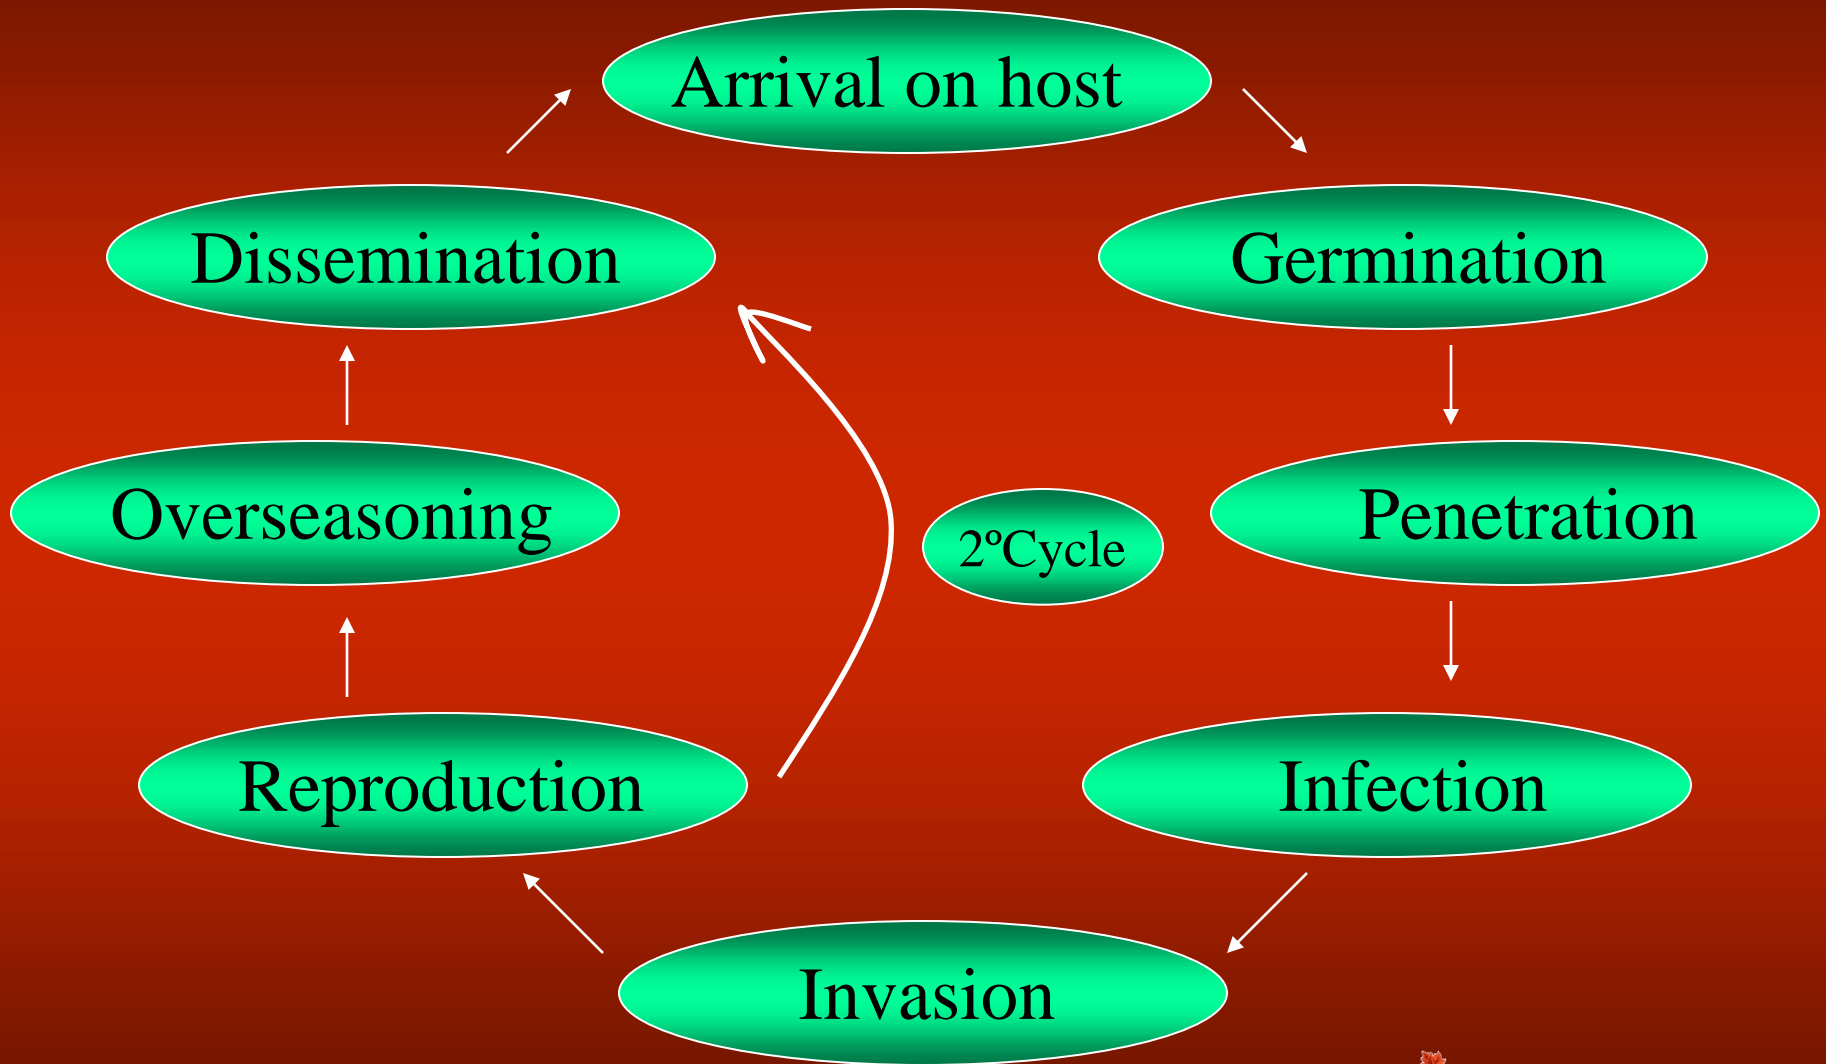 Arrival on host
Dissemination
Germination
Overseasoning
2ºCycle
Penetration
Reproduction
Infection
Invasion